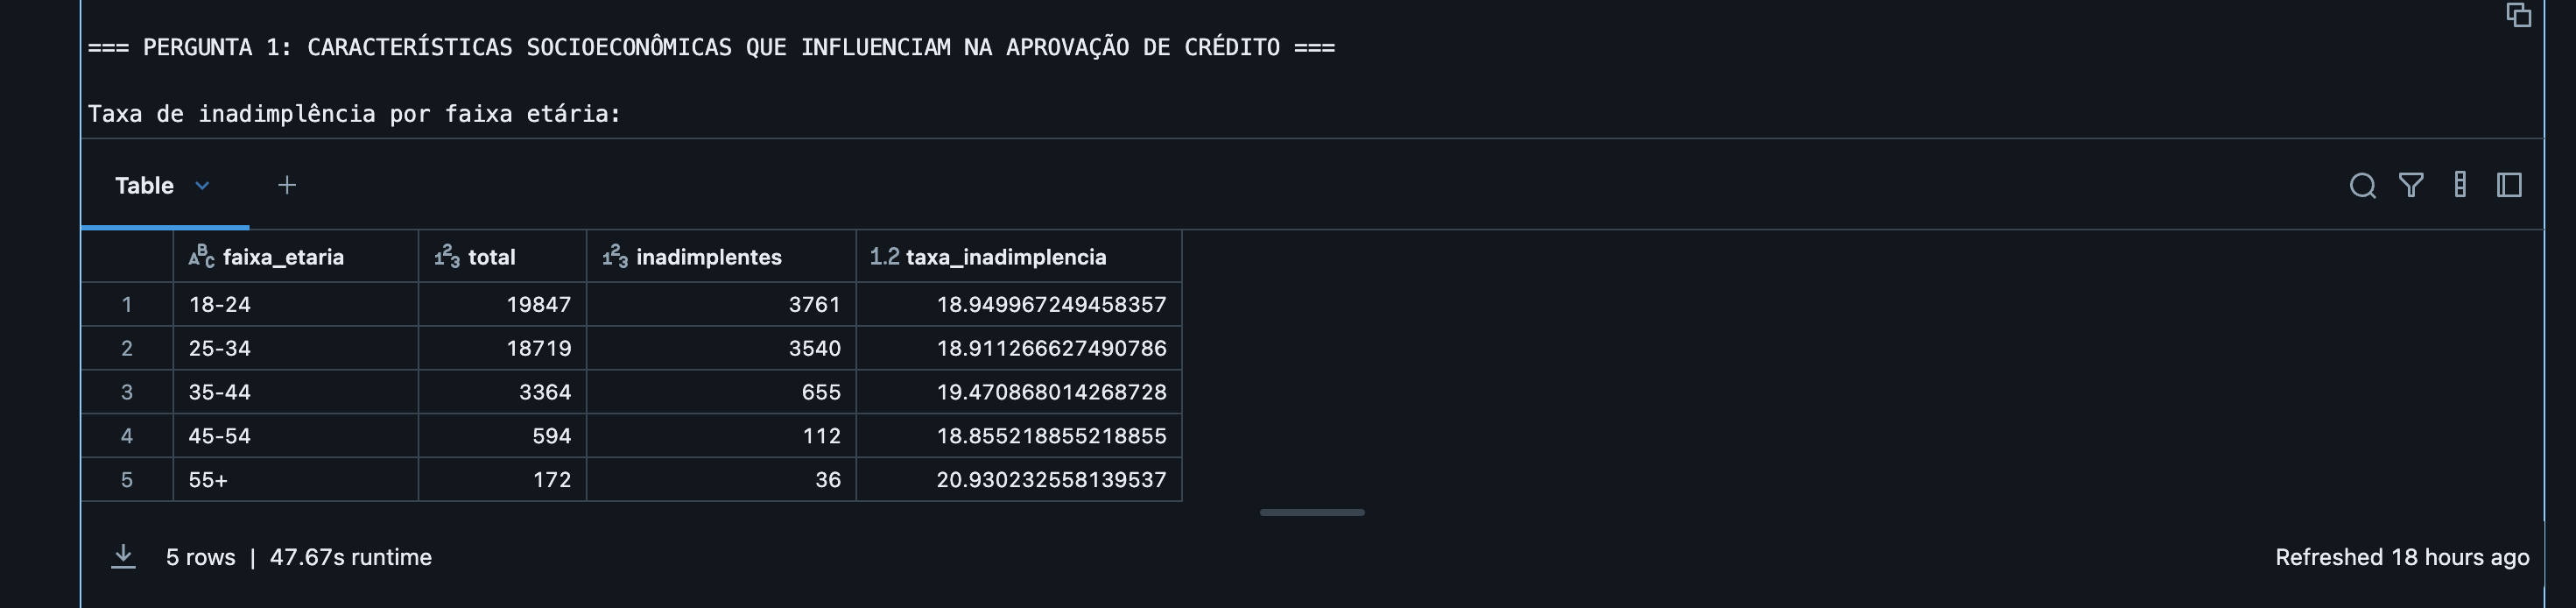 === PERGUNTA 1: CARACTERÍSTICAS SOCIOECONÔMICAS QUE INFLUENCIAM NA APROVAÇÃO DE CRÉDITO ===
Taxa de inadimplência por faixa etária:
Table
faixa_etaria total inadimplentes 1.2 taxa_inadimplencia
1 18-24 19847 3761 18.949967249458357
2 25-34 18719 3540 18.911266627490786
3 35-44 3364 655 19.470868014268728
4 45-54 594 112 18.855218855218855
5 55+ 172 36 20.930232558139537
5 rows | 47.67s runtime Refreshed 18 hours ago